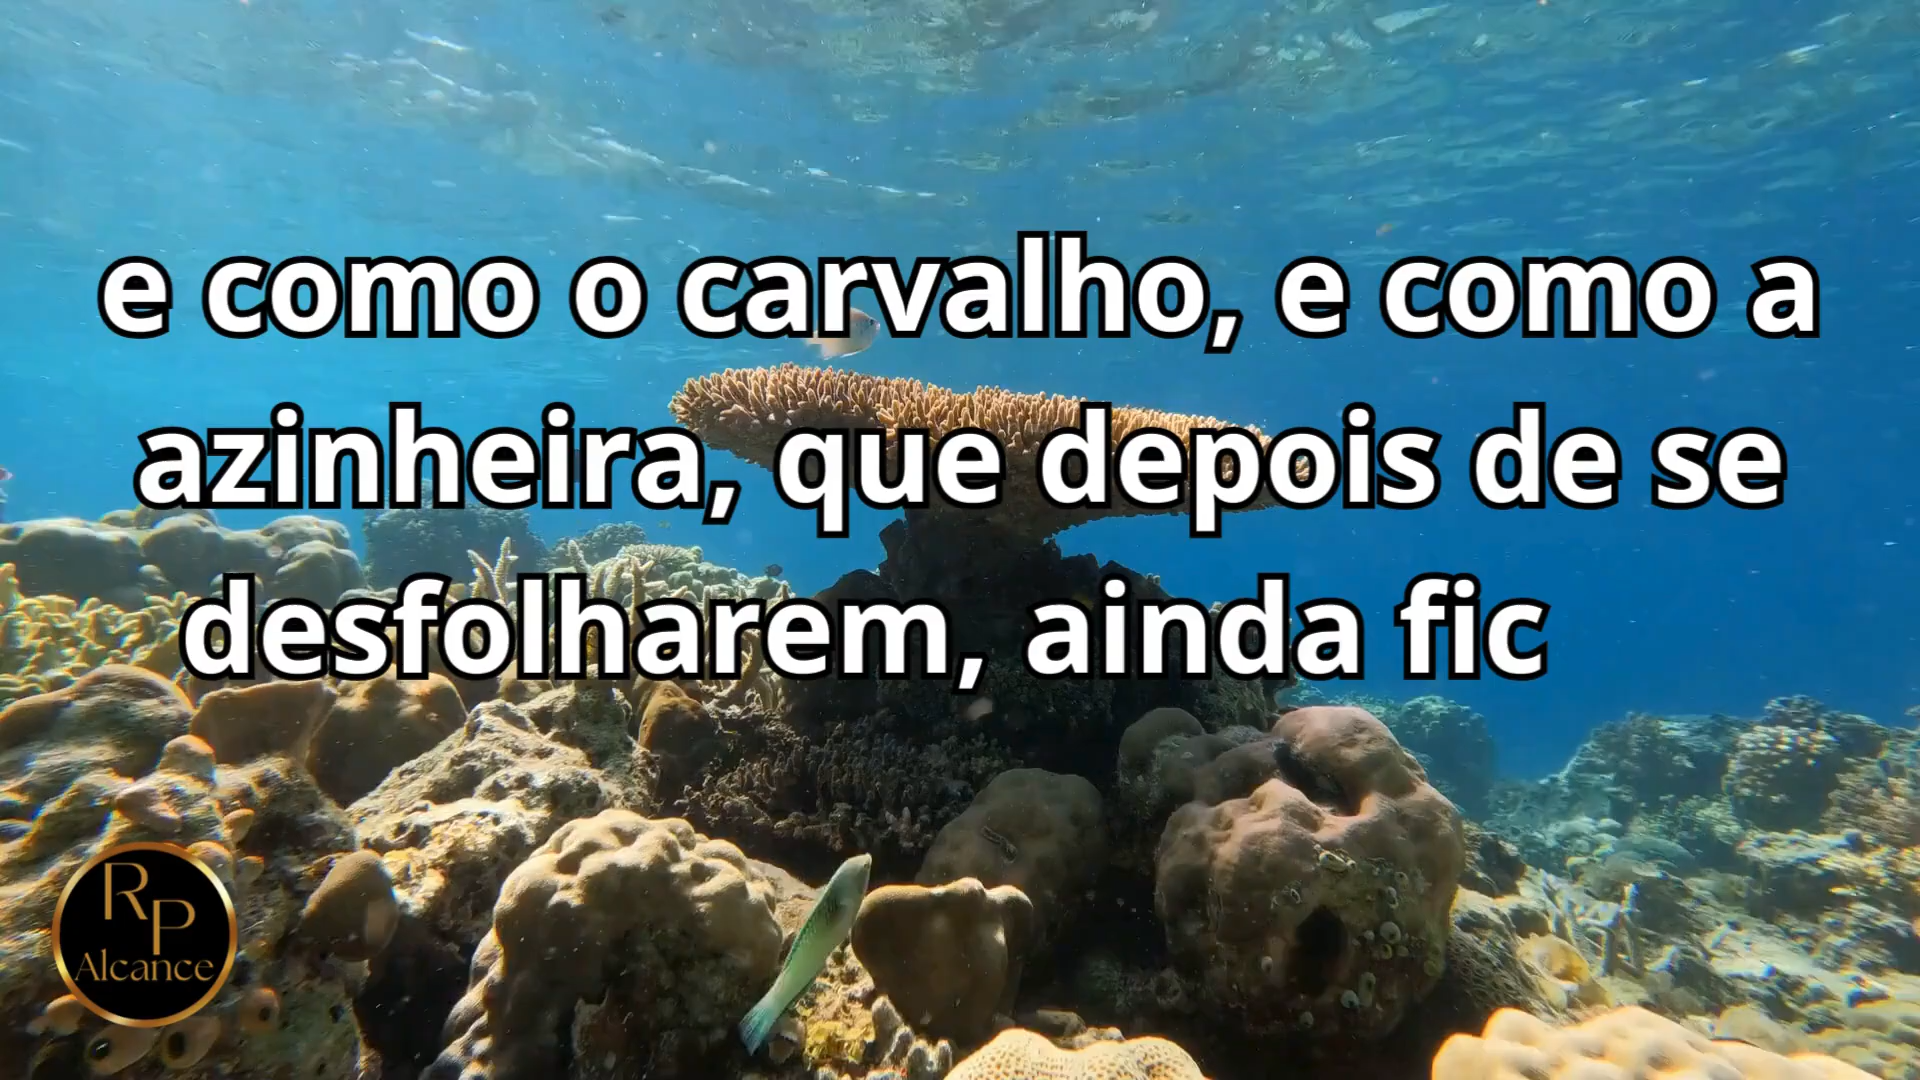 e como o carvalho, e como a
azinheira, que depois de se
desfolharem, ainda fic
RP
Alcance